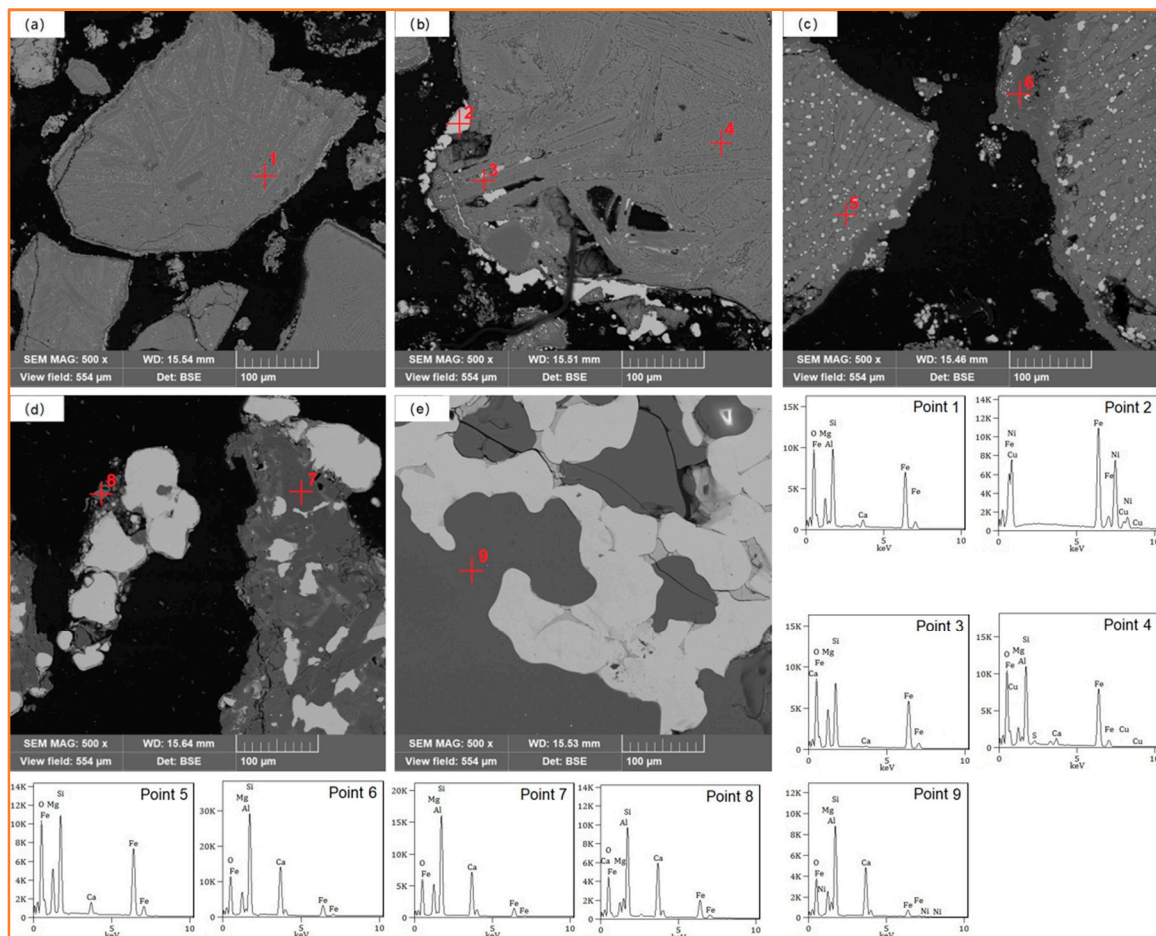 (a)
1
SEM MAG: 500 x WD: 15.54 mm
View field: 554 µm Det: BSE 100 µm
(b)
2
3
4
SEM MAG: 500 x WD: 15.51 mm
View field: 554 µm Det: BSE 100 µm
(c)
5
6
SEM MAG: 500 x WD: 15.46 mm
View field: 554 µm Det: BSE 100 µm
(d)
8
7
SEM MAG: 500 x WD: 15.64 mm
View field: 554 µm Det: BSE 100 µm
(e)
9
SEM MAG: 500 x WD: 15.53 mm
View field: 554 µm Det: BSE 100 µm
Point 1
15K
10K
5K
0
Si
O Mg
Fe Al
Ca
Fe
Fe
0 5 10
keV
Point 2
14K
12K
10K
8K
6K
4K
2K
0
Ni
Fe
Cu
Fe
Fe
Ni
Ni
Cu
Cu
0 5 10
keV
Point 3
15K
10K
5K
0
Si
O Mg
Fe
Ca
Ca
Fe
Fe
0 5 10
keV
Point 4
15K
10K
5K
0
Si
O Mg
Fe Al
Cu
S
Ca
Fe
Fe Cu
Cu
0 5 10
keV
Point 5
14K
12K
10K
8K
6K
4K
2K
0
Si
O Mg
Fe
Ca
Fe
Fe
0 5 10
keV
Point 6
30K
20K
10K
0
Si
Mg
Al
O
Fe
Ca
Fe
Fe
0 5 10
keV
Point 7
20K
15K
10K
5K
0
Si
Mg
Al
O
Fe
Ca
Fe
Fe
0 5 10
keV
Point 8
14K
12K
10K
8K
6K
4K
2K
0
Si
Al
O
Ca Mg
Fe
Ca
Fe
Fe
0 5 10
keV
Point 9
12K
10K
8K
6K
4K
2K
0
Si
Mg
Al
O
Fe
Ni
Ca
Fe
Fe
Ni Ni
0 5 10
keV